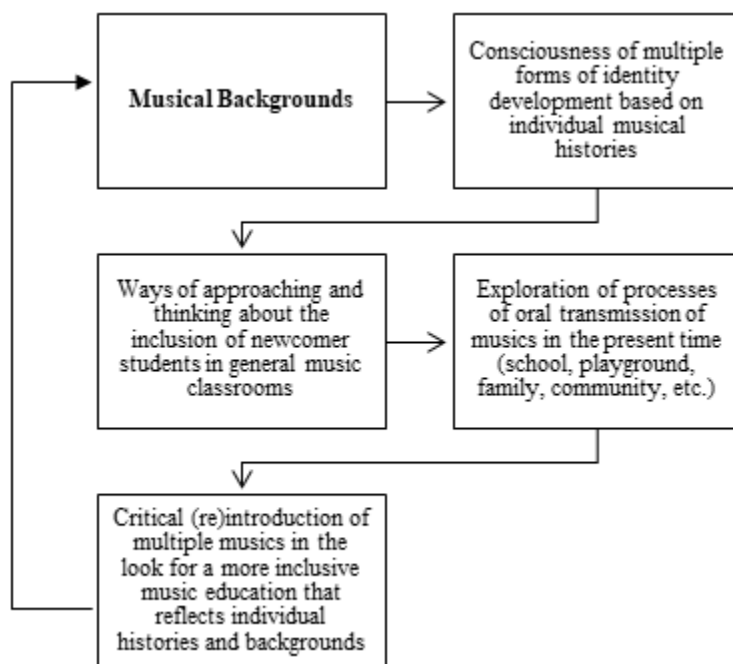 Musical Backgrounds
Consciousness of multiple
forms of identity
development based on
individual musical
histories
Ways of approaching and
thinking about the
inclusion of newcomer
students in general music
classrooms
Exploration of processes
of oral transmission of
musics in the present time
(school, playground,
family, community, etc.)
Critical (re)introduction of
multiple musics in the
look for a more inclusive
music education that
reflects individual
histories and backgrounds